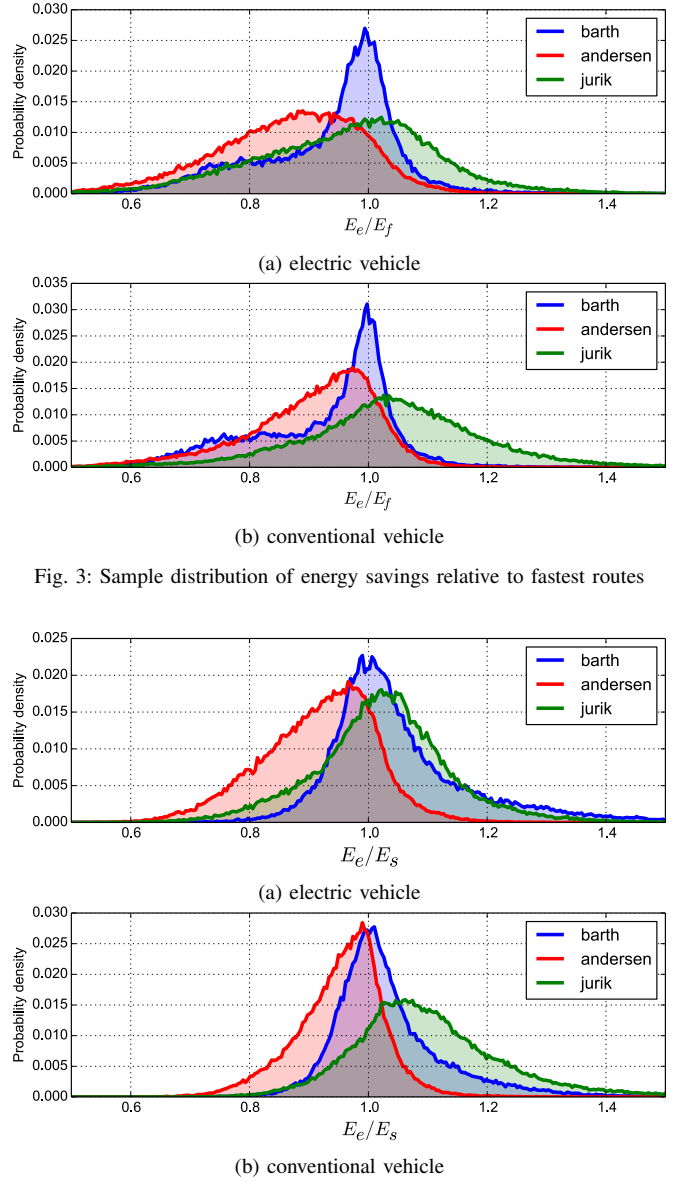 0.030
0.025
0.020
0.015
0.010
0.005
0.000
Probability density
barth
andersen
jurik
0.6 0.8 1.0 1.2 1.4
E_e/E_f
(a) electric vehicle
0.035
0.030
0.025
0.020
0.015
0.010
0.005
0.000
Probability density
barth
andersen
jurik
0.6 0.8 1.0 1.2 1.4
E_e/E_f
(b) conventional vehicle
Fig. 3: Sample distribution of energy savings relative to fastest routes
0.025
0.020
0.015
0.010
0.005
0.000
Probability density
barth
andersen
jurik
0.6 0.8 1.0 1.2 1.4
E_e/E_s
(a) electric vehicle
0.030
0.025
0.020
0.015
0.010
0.005
0.000
Probability density
barth
andersen
jurik
0.6 0.8 1.0 1.2 1.4
E_e/E_s
(b) conventional vehicle